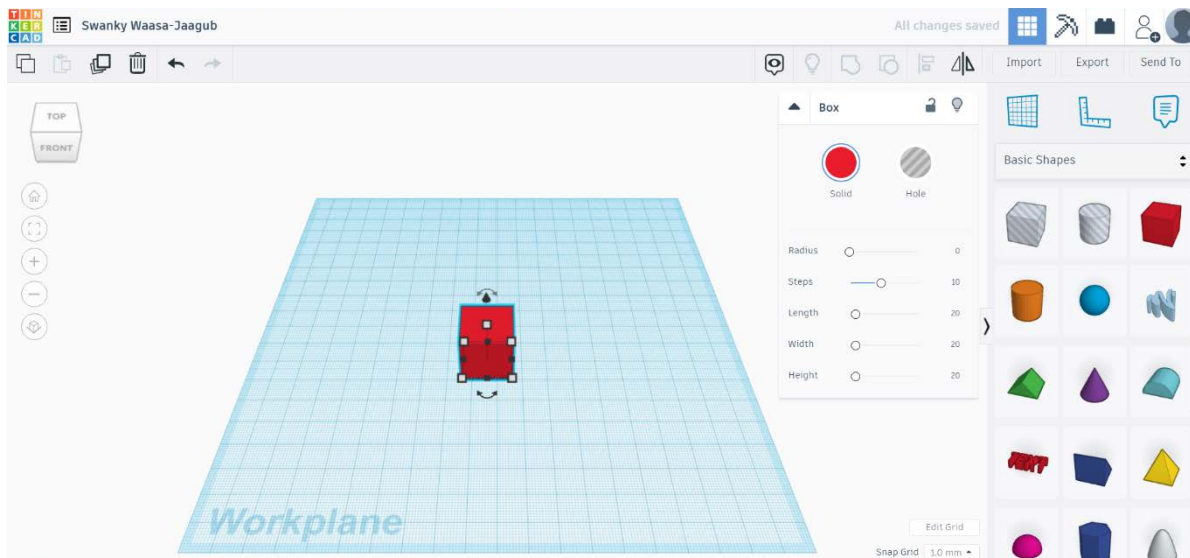 TIN
KER
CAD
Swanky Waasa-Jaagub
All changes saved
Import
Export
Send To
TOP
FRONT
Box
Solid
Hole
Radius 0
Steps 10
Length 20
Width 20
Height 20
Basic Shapes
TEXT
Workplane
Edit Grid
Snap Grid 1.0 mm